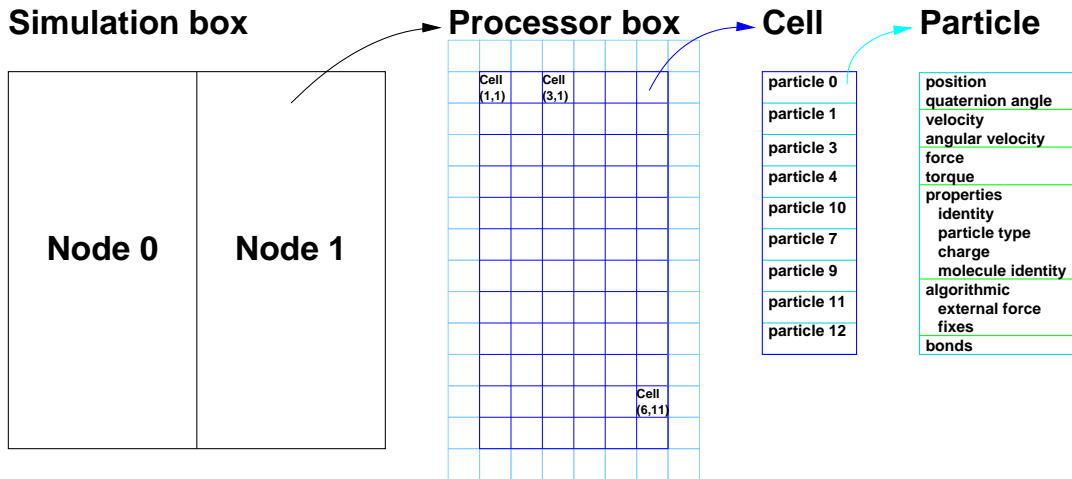 Simulation box
Processor box
Cell
Particle
Node 0
Node 1
Cell
(1,1)
Cell
(3,1)
Cell
(6,11)
particle 0
particle 1
particle 3
particle 4
particle 10
particle 7
particle 9
particle 11
particle 12
position
quaternion angle
velocity
angular velocity
force
torque
properties
identity
particle type
charge
molecule identity
algorithmic
external force
fixes
bonds